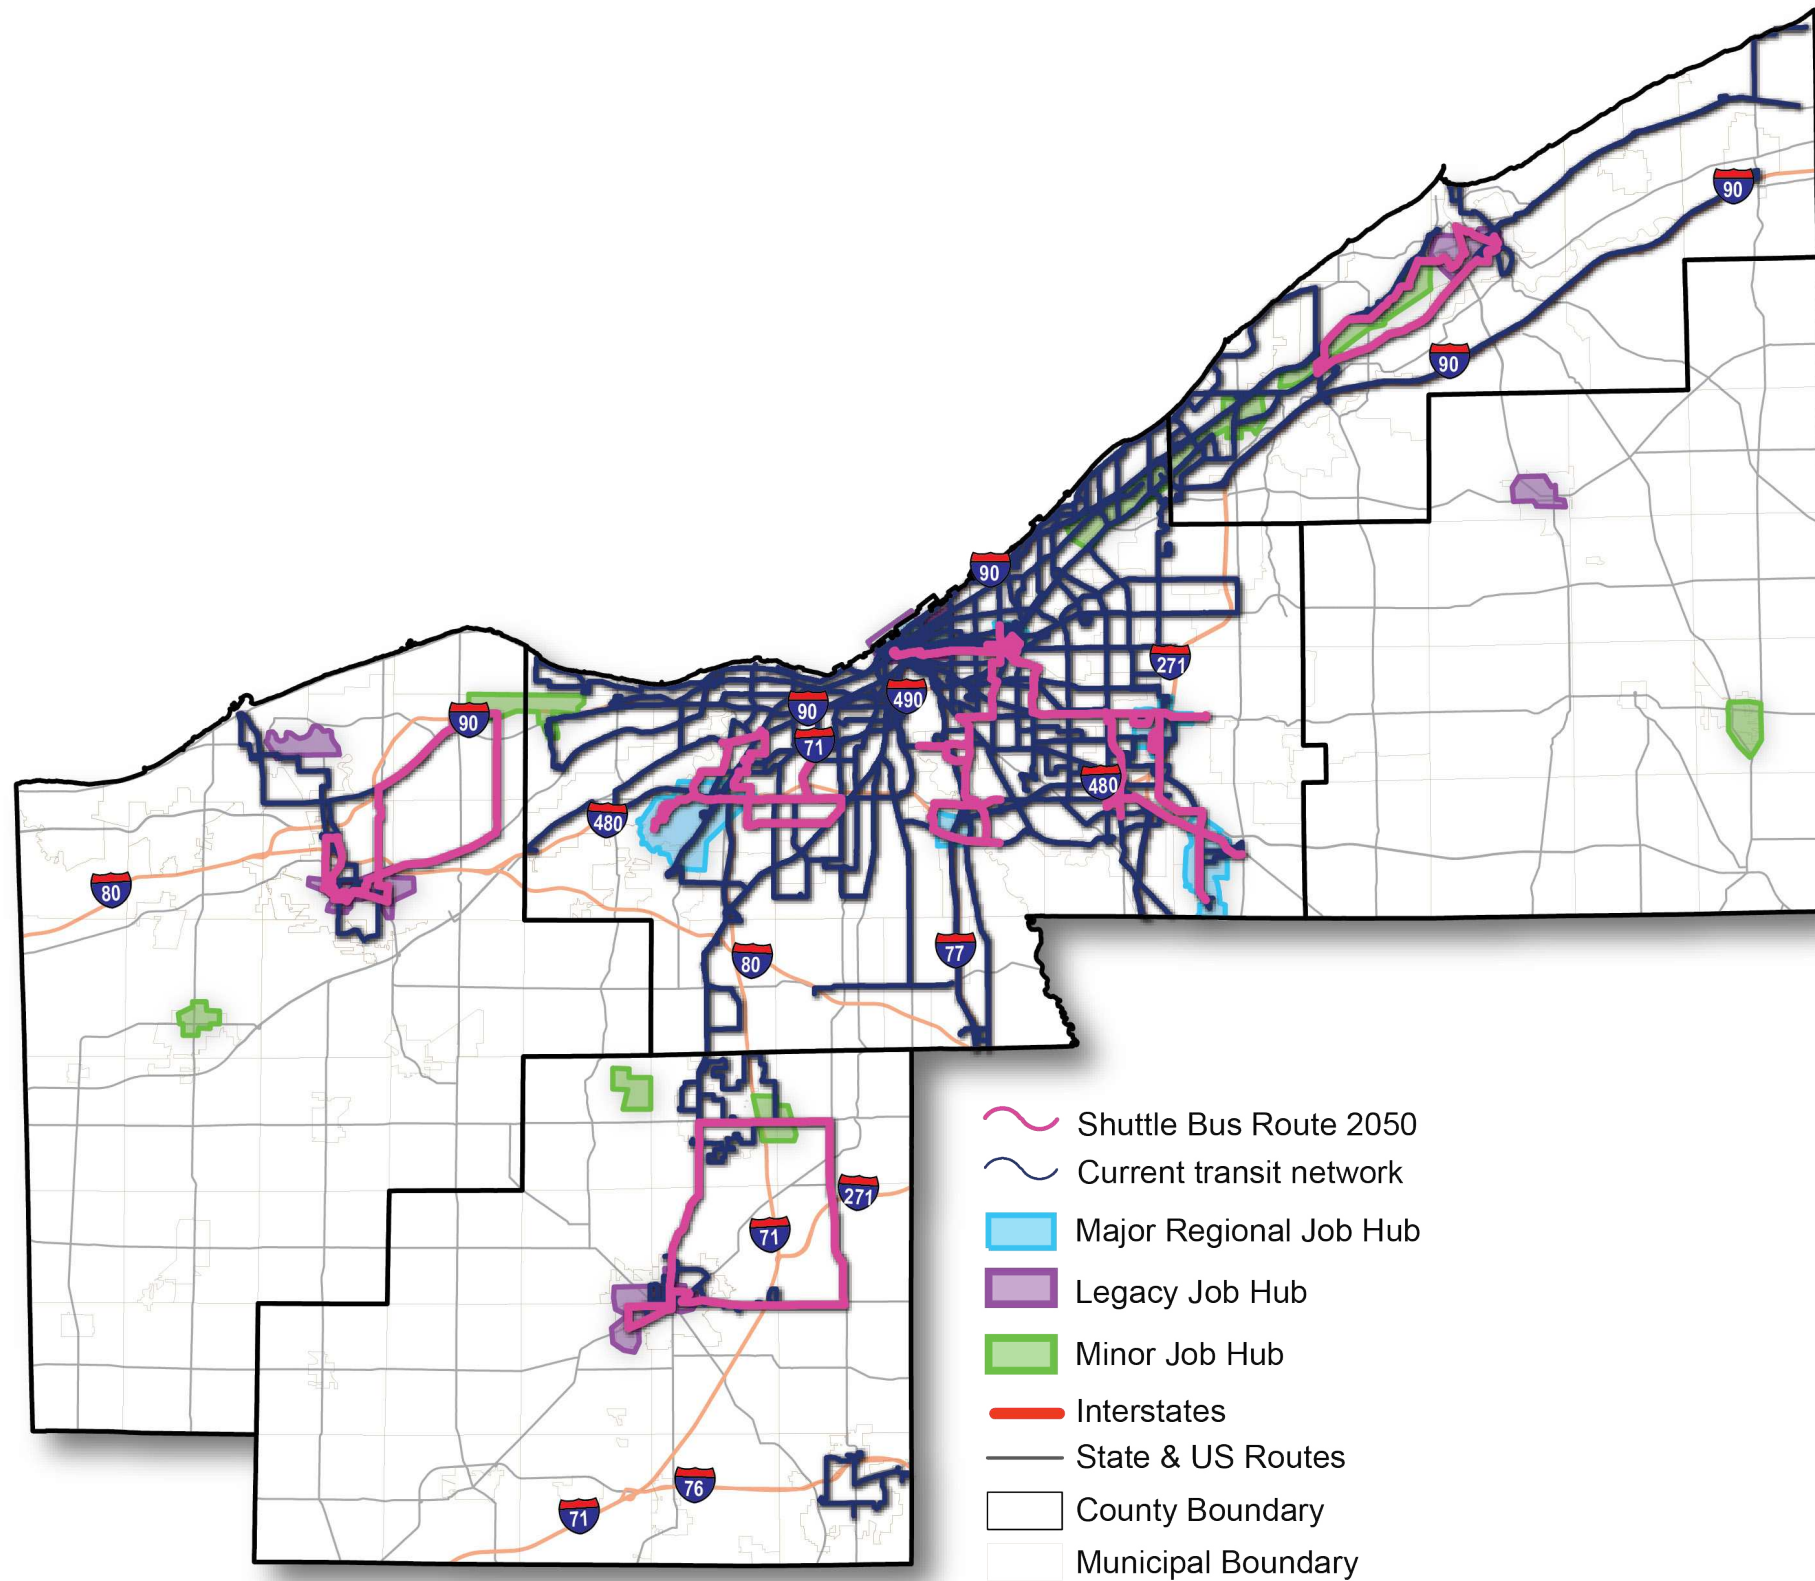 90
90
90
271
90
490
90
71
480
480
80
80
77
271
71
76
71
Shuttle Bus Route 2050
Current transit network
Major Regional Job Hub
Legacy Job Hub
Minor Job Hub
Interstates
State & US Routes
County Boundary
Municipal Boundary